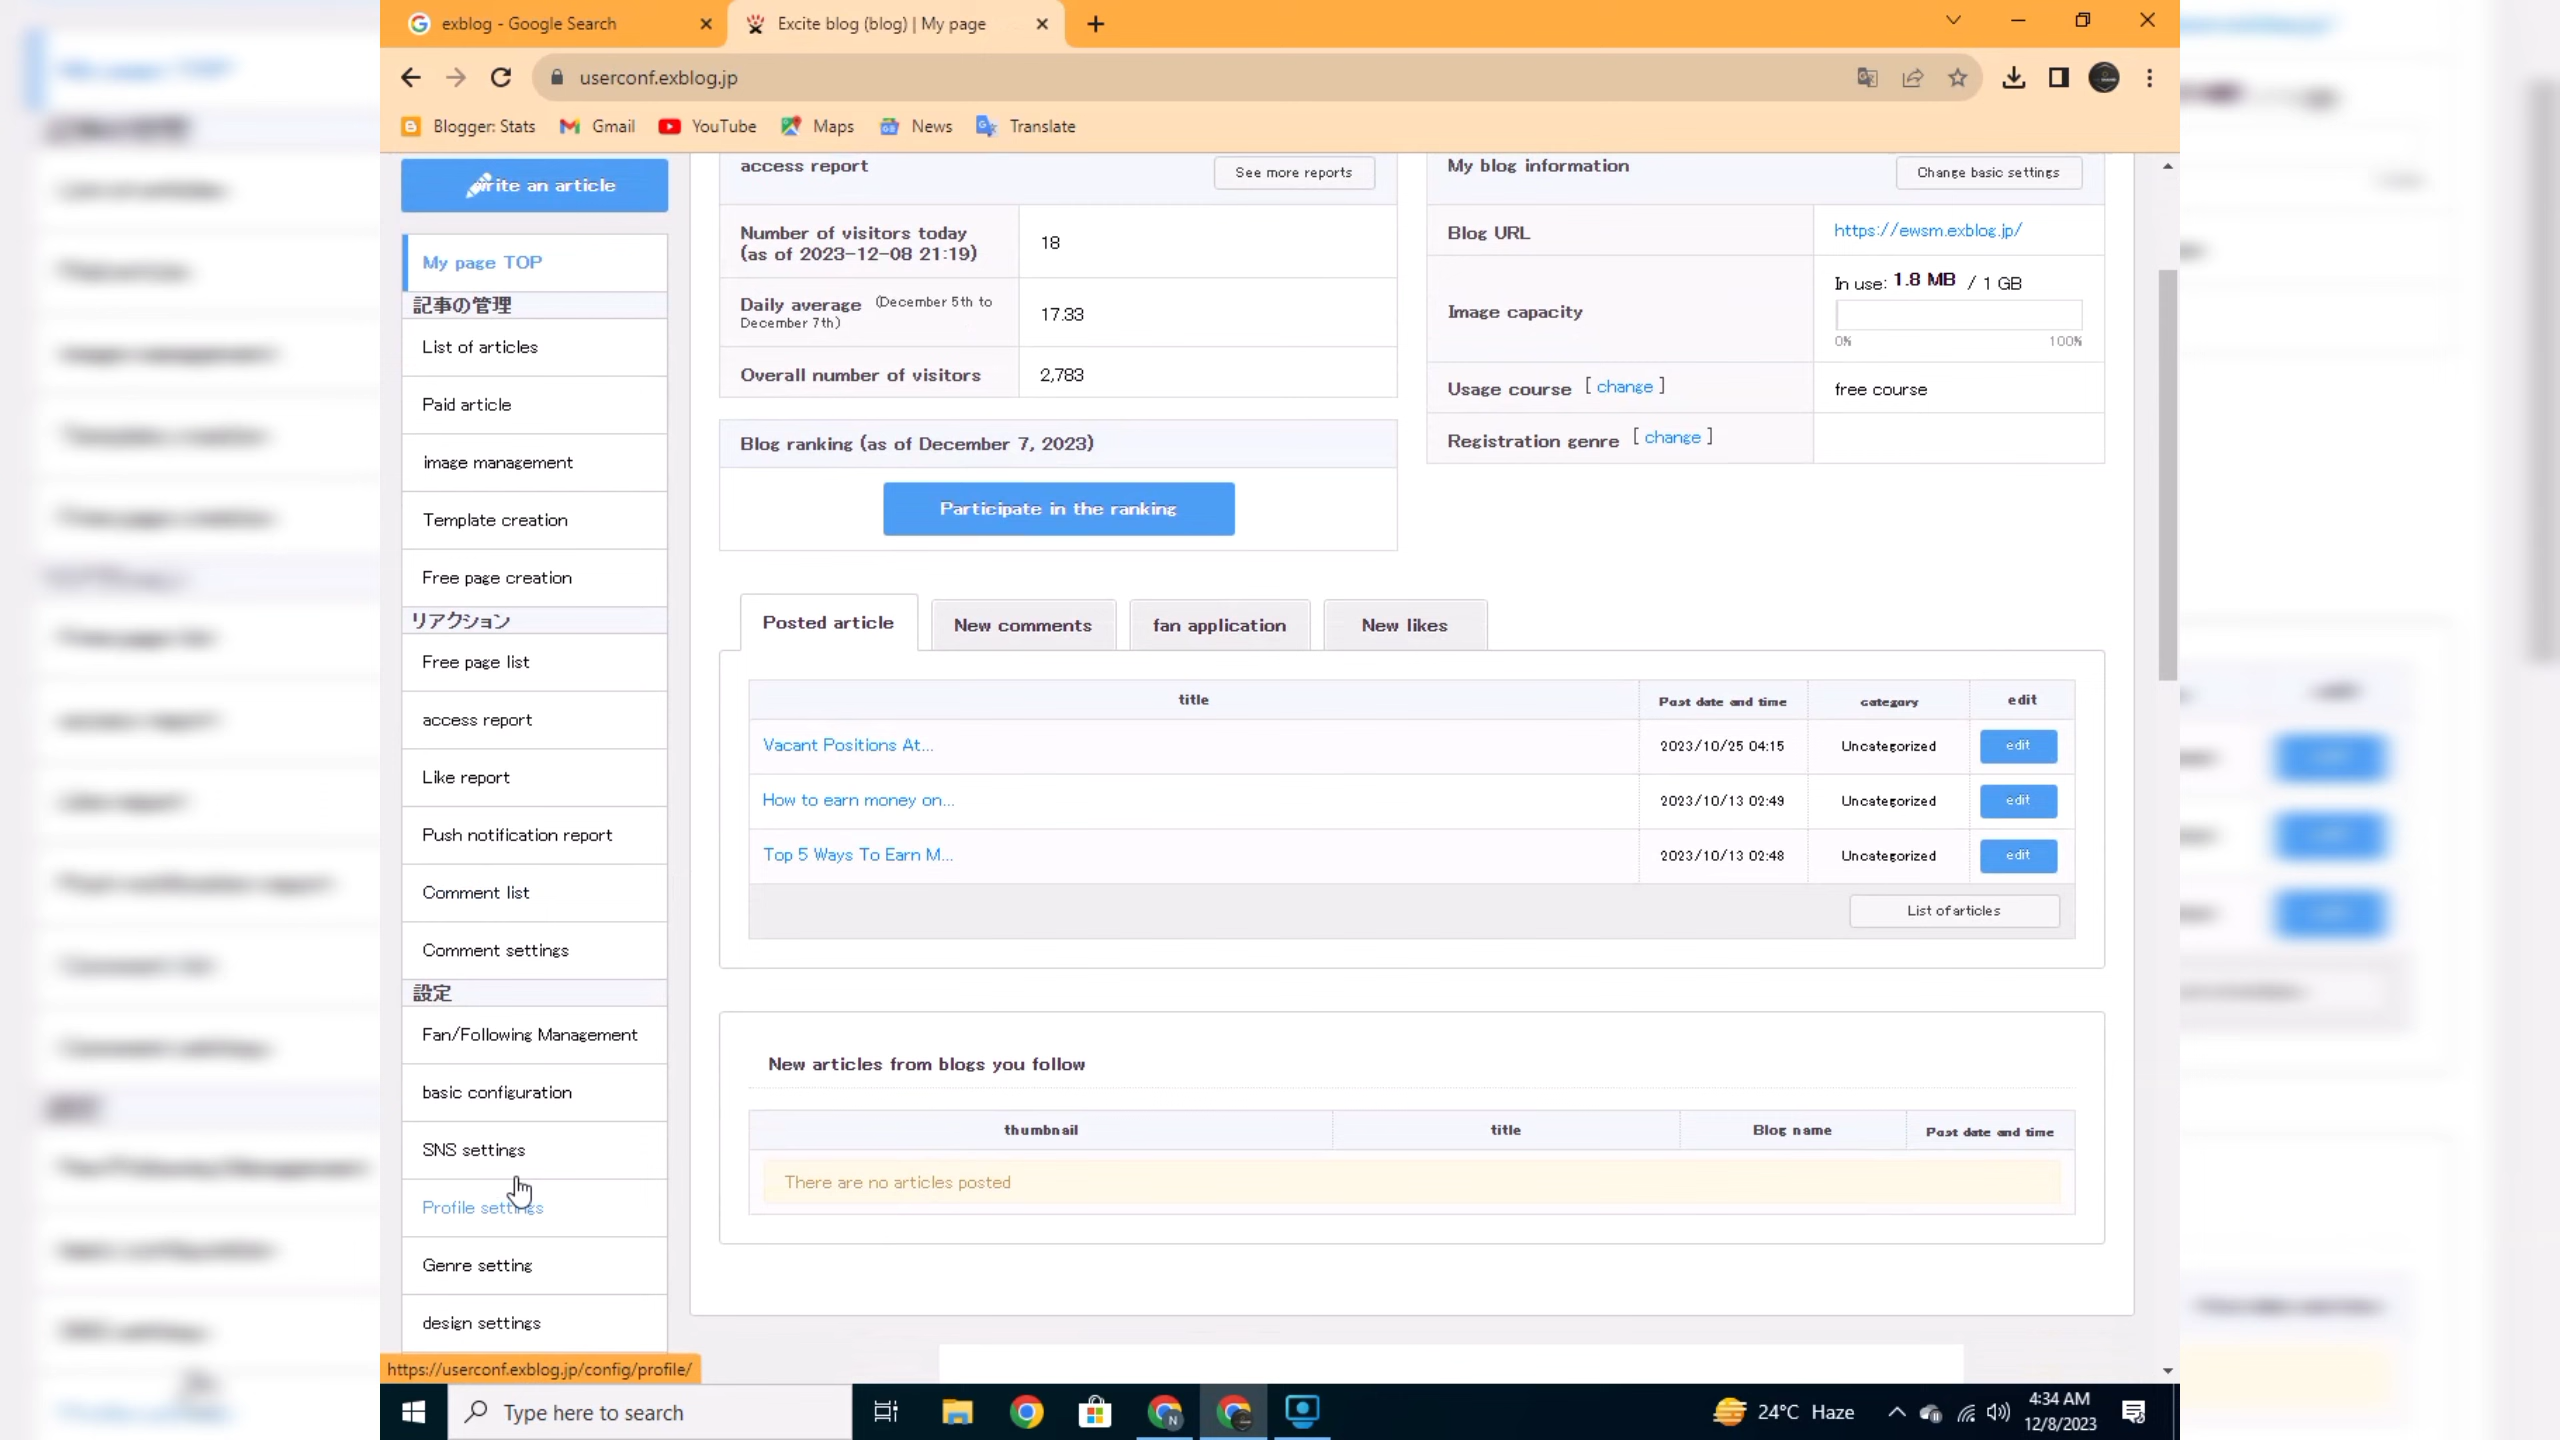 exblog - Google Search
Excite blog (blog) | My page
userconf.exblog.jp
Blogger: Stats
Gmail
YouTube
Maps
News
Translate
Write an article
My page TOP
記事の管理
List of articles
Paid article
image management
Template creation
Free page creation
リアクション
Free page list
access report
Like report
Push notification report
Comment list
Comment settings
設定
Fan/Following Management
basic configuration
SNS settings
Profile settings
Genre setting
design settings
access report
See more reports
Number of visitors today
(as of 2023-12-08 21:19)
18
Daily average (December 5th to
December 7th)
17.33
Overall number of visitors
2,783
Blog ranking (as of December 7, 2023)
Participate in the ranking
My blog information
Change basic settings
Blog URL
https://ewsm.exblog.jp/
Image capacity
In use: 1.8 MB / 1 GB
0%
100%
Usage course [ change ]
free course
Registration genre [ change ]
Posted article
New comments
fan application
New likes
title
Post date and time
category
edit
Vacant Positions At...
2023/10/25 04:15
Uncategorized
edit
How to earn money on...
2023/10/13 02:49
Uncategorized
edit
Top 5 Ways To Earn M...
2023/10/13 02:48
Uncategorized
edit
List of articles
New articles from blogs you follow
thumbnail
title
Blog name
Post date and time
There are no articles posted
https://userconf.exblog.jp/config/profile/
Type here to search
24°C Haze
4:34 AM
12/8/2023